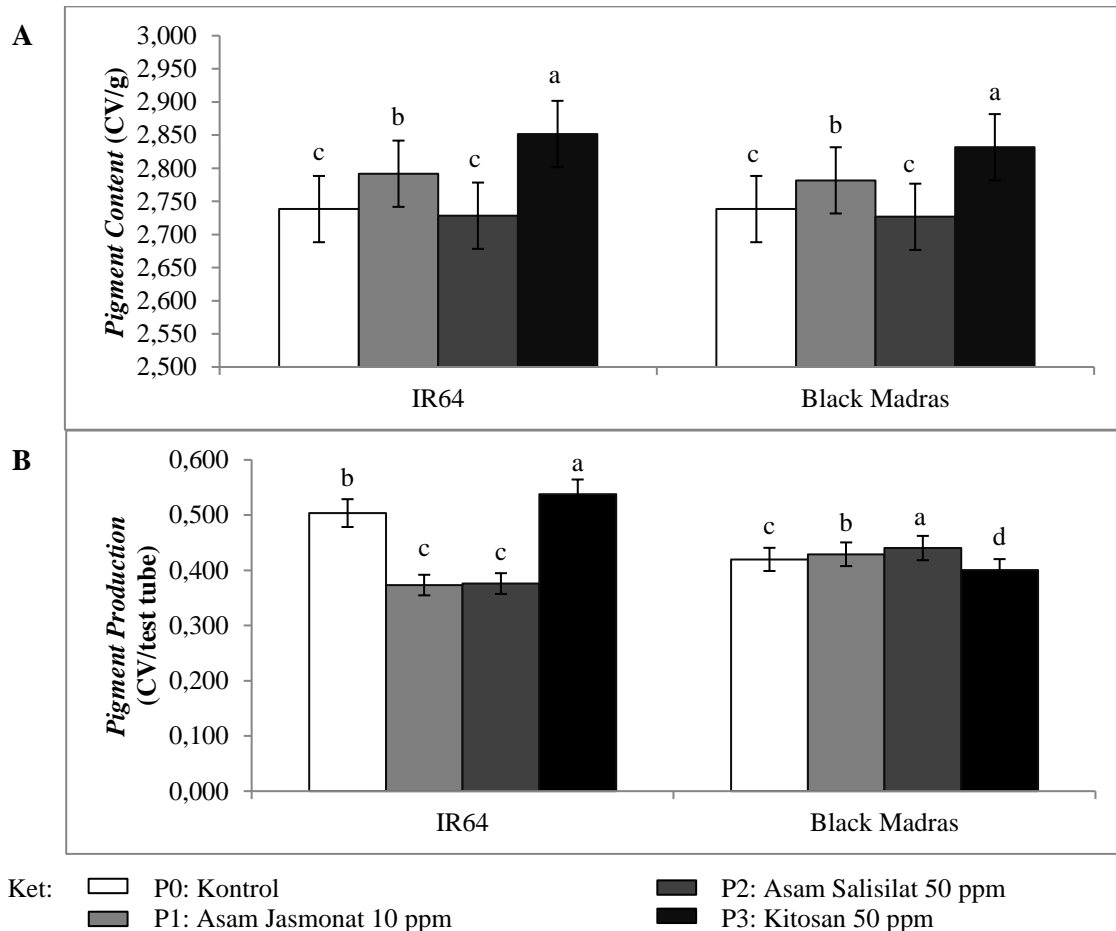 A
Pigment Content (CV/g)
3,000
2,950
2,900
2,850
2,800
2,750
2,700
2,650
2,600
2,550
2,500
c
b
c
a
c
b
c
a
IR64
Black Madras
B
Pigment Production
(CV/test tube)
0,600
0,500
0,400
0,300
0,200
0,100
0,000
b
c
c
a
c
b
a
d
IR64
Black Madras
Ket:
P0: Kontrol
P2: Asam Salisilat 50 ppm
P1: Asam Jasmonat 10 ppm
P3: Kitosan 50 ppm